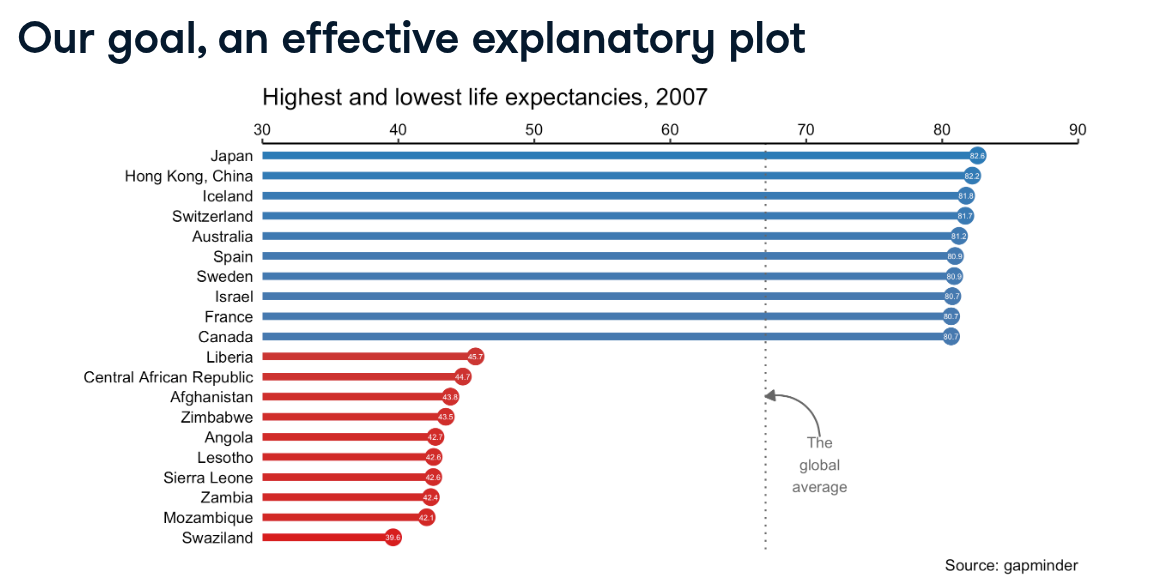 Our goal, an effective explanatory plot
Highest and lowest life expectancies, 2007
30 40 50 60 70 80 90
Japan 82.6
Hong Kong, China 82.2
Iceland 81.8
Switzerland 81.7
Australia 81.2
Spain 80.9
Sweden 80.9
Israel 80.7
France 80.7
Canada 80.7
Liberia 45.7
Central African Republic 44.7
Afghanistan 43.8
Zimbabwe 43.5
Angola 42.7
Lesotho 42.6
Sierra Leone 42.6
Zambia 42.4
Mozambique 42.1
Swaziland 39.6
The
global
average
Source: gapminder